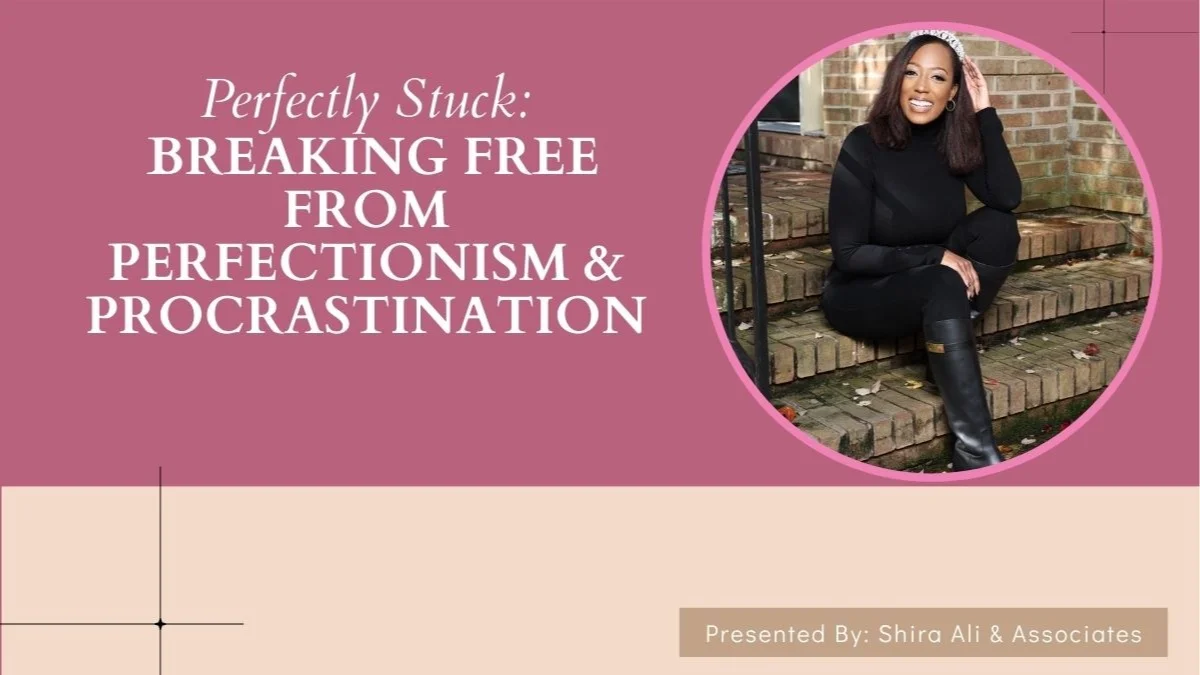 Perfectly Stuck:
BREAKING FREE
FROM
PERFECTIONISM &
PROCRASTINATION
Presented By: Shira Ali & Associates